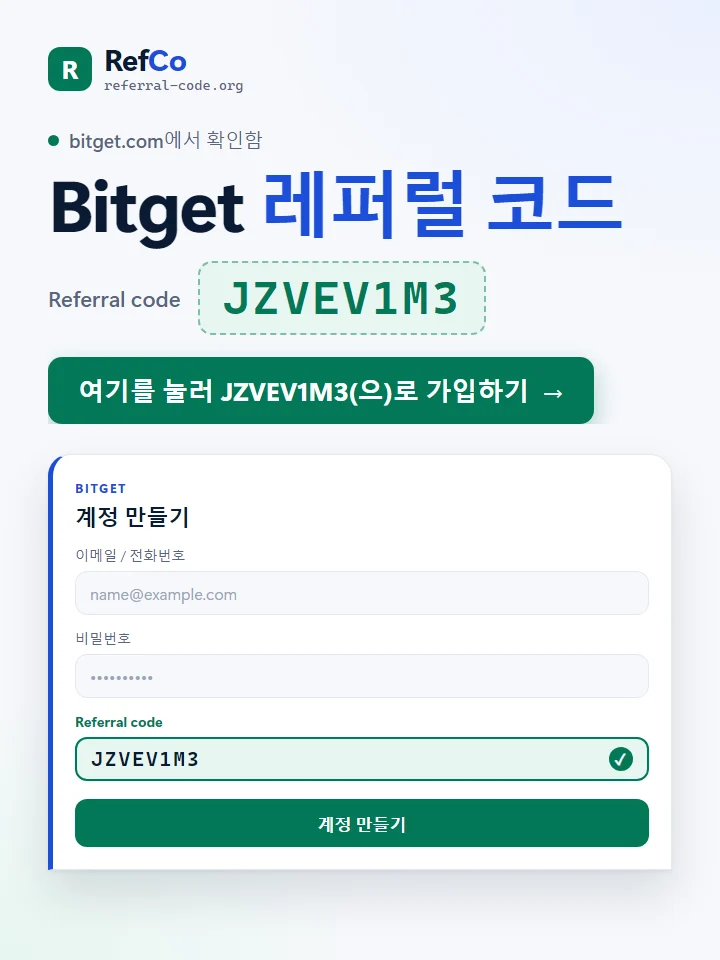 R
RefCo
referral-code.org
bitget.com에서 확인함
Bitget 레퍼럴 코드
Referral code
JZVEV1M3
여기를 눌러 JZVEV1M3(으)로 가입하기 →
BITGET
계정 만들기
이메일 / 전화번호
name@example.com
비밀번호
••••••••••
Referral code
JZVEV1M3
계정 만들기